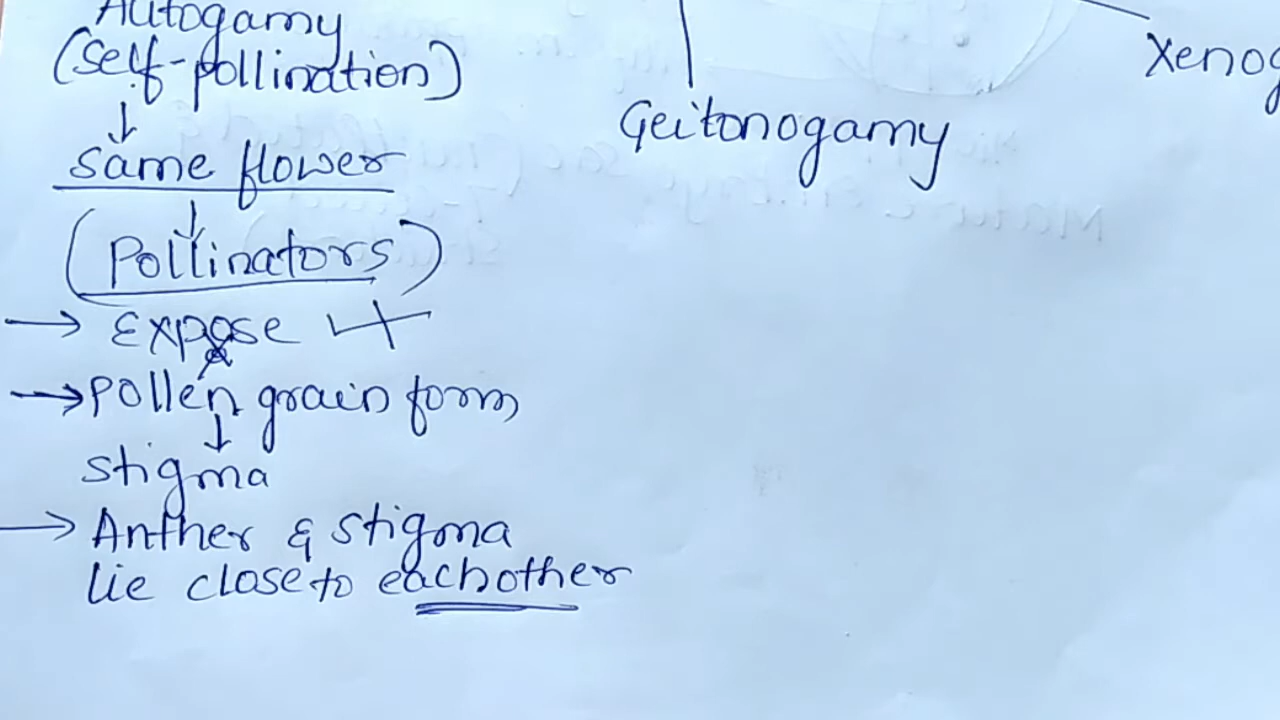 Autogamy
(self-pollination)
↓
same flower
↓
(Pollinators)
→ Expose
→ Pollen grain form
↓
stigma
→ Anther & stigma
lie close to eachother
Geitonogamy
Xenog